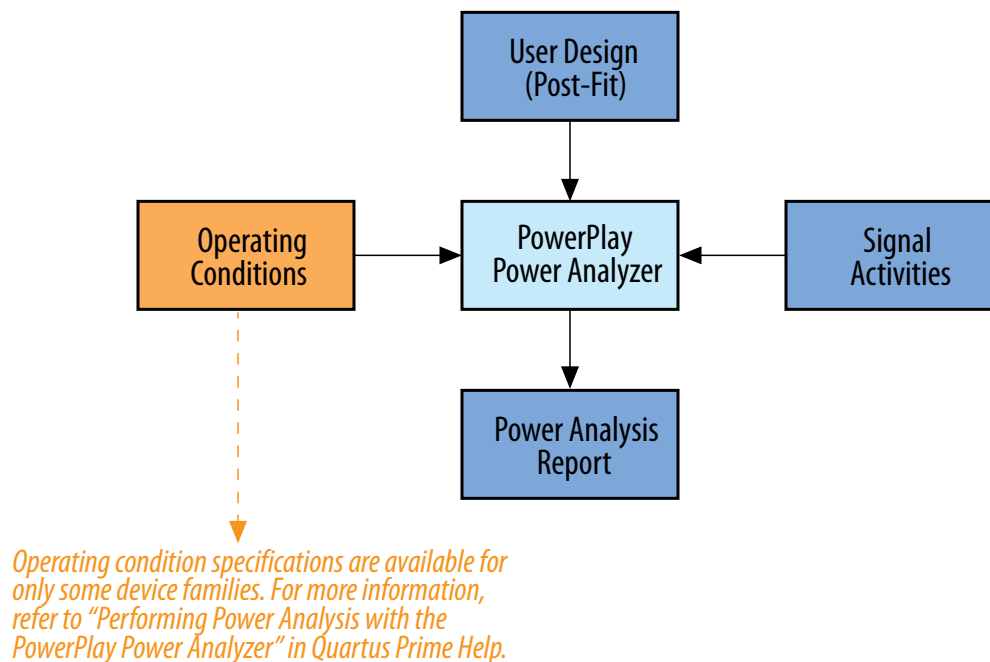 User Design
(Post-Fit)
Operating
Conditions
PowerPlay
Power Analyzer
Signal
Activities
Power Analysis
Report
Operating condition specifications are available for
only some device families. For more information,
refer to “Performing Power Analysis with the
PowerPlay Power Analyzer” in Quartus Prime Help.